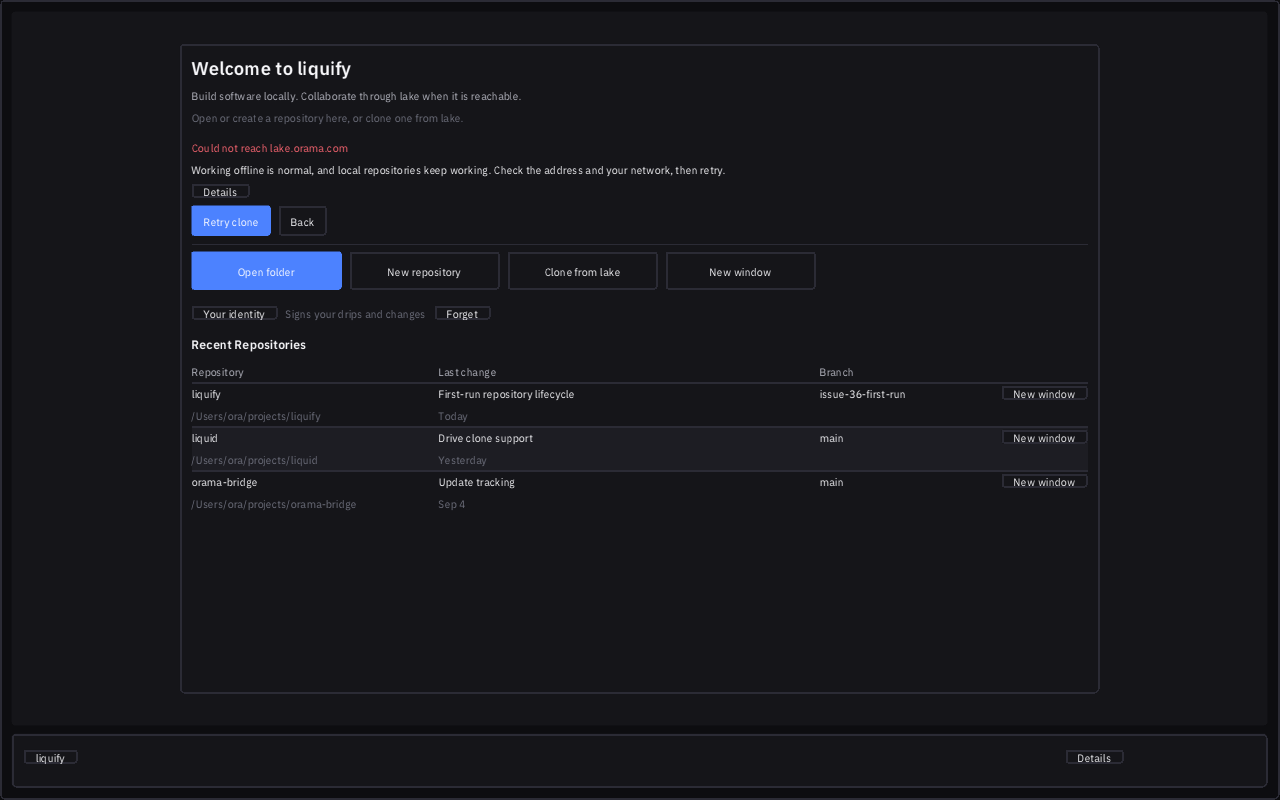 Welcome to liquify
Build software locally. Collaborate through lake when it is reachable.
Open or create a repository here, or clone one from lake.
Could not reach lake.orama.com
Working offline is normal, and local repositories keep working. Check the address and your network, then retry.
Details
Retry clone Back
Open folder New repository Clone from lake New window
Your identity Signs your drips and changes Forget
Recent Repositories
Repository Last change Branch
liquify First-run repository lifecycle issue-36-first-run New window
/Users/ora/projects/liquify Today
liquid Drive clone support main New window
/Users/ora/projects/liquid Yesterday
orama-bridge Update tracking main New window
/Users/ora/projects/orama-bridge Sep 4
liquify Details